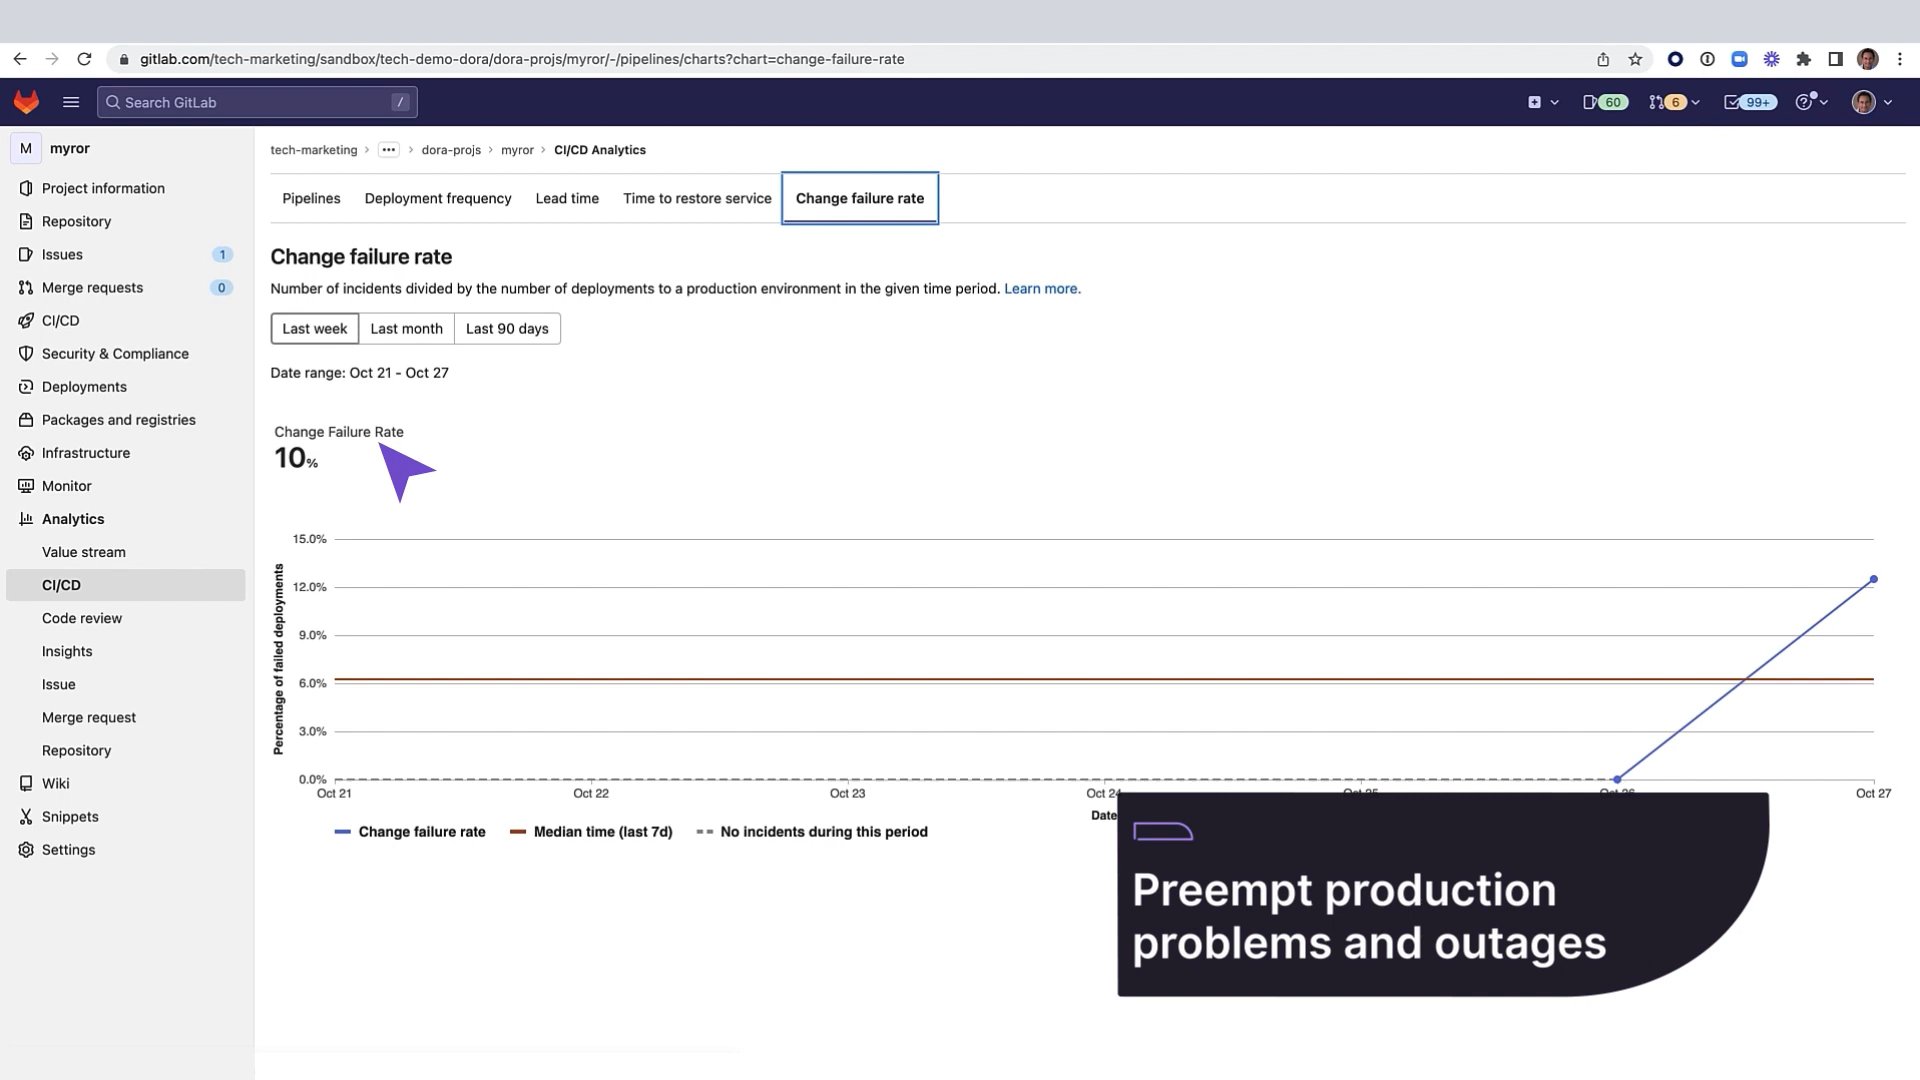 gitlab.com/tech-marketing/sandbox/tech-demo-dora/dora-projs/myror/-/pipelines/charts?chart=change-failure-rate
Search GitLab /
60 6 99+
M myror
Project information
Repository
Issues 1
Merge requests 0
CI/CD
Security & Compliance
Deployments
Packages and registries
Infrastructure
Monitor
Analytics
Value stream
CI/CD
Code review
Insights
Issue
Merge request
Repository
Wiki
Snippets
Settings
tech-marketing › ••• › dora-projs › myror › CI/CD Analytics
Pipelines Deployment frequency Lead time Time to restore service Change failure rate
Change failure rate
Number of incidents divided by the number of deployments to a production environment in the given time period. Learn more.
Last week Last month Last 90 days
Date range: Oct 21 - Oct 27
Change Failure Rate
10%
Percentage of failed deployments
15.0%
12.0%
9.0%
6.0%
3.0%
0.0%
Oct 21 Oct 22 Oct 23 Oct 24 Oct 25 Oct 26 Oct 27
Date
Change failure rate Median time (last 7d) No incidents during this period
Preempt production
problems and outages